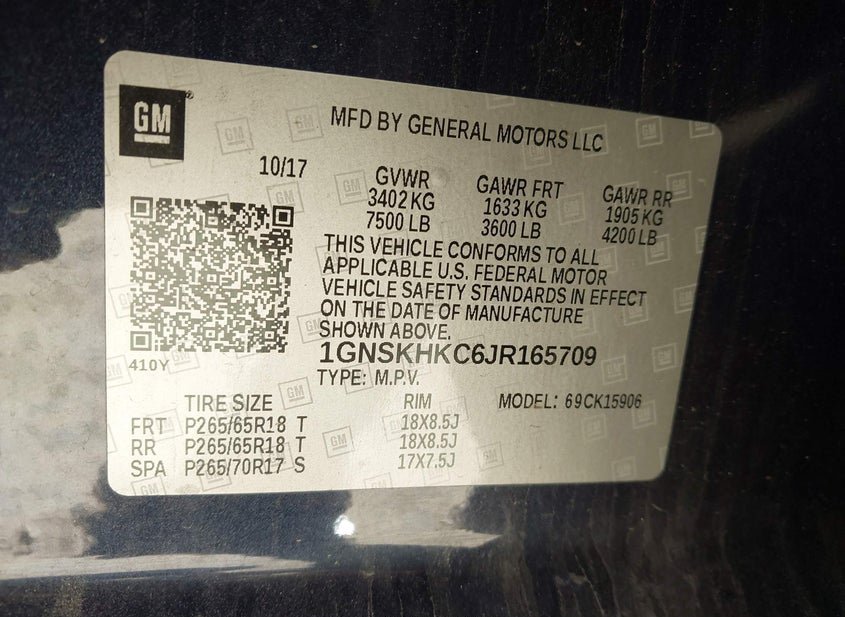 GM
MFD BY GENERAL MOTORS LLC
10/17
GVWR GAWR FRT GAWR RR
3402 KG 1633 KG 1905 KG
7500 LB 3600 LB 4200 LB
THIS VEHICLE CONFORMS TO ALL
APPLICABLE U.S. FEDERAL MOTOR
VEHICLE SAFETY STANDARDS IN EFFECT
ON THE DATE OF MANUFACTURE
SHOWN ABOVE.
410Y
1GNSKHKC6JR165709
TYPE: M.P.V.
TIRE SIZE RIM MODEL: 69CK15906
FRT P265/65R18 T 18X8.5J
RR P265/65R18 T 18X8.5J
SPA P265/70R17 S 17X7.5J